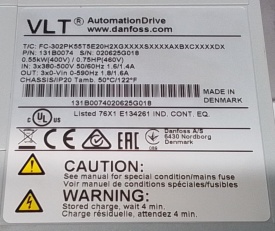 VLT® AutomationDrive
www.danfoss.com
T/C: FC-302PK55T5E20H2XGXXXXSXXXXAXBXCXXXXDX
P/N: 131B0074 S/N: 020625G018
0.55kW(400V) / 0.75HP(460V)
IN: 3x380-500V 50/60Hz 1.6/1.4A
OUT: 3x0-Vin 0-590Hz 1.8/1.6A
CHASSIS/IP20 Tamb. 50°C/122°F
MADE IN
DENMARK
131B0074020625G018
Listed 76X1 E134261 IND. CONT. EQ.
UL LISTED
CE
EAC
Danfoss A/S
6430 Nordborg
Denmark
CAUTION:
See manual for special condition/mains fuse
Voir manuel de conditions spéciales/fusibles
WARNING:
Stored charge, wait 4 min.
Charge résiduelle, attendez 4 min.